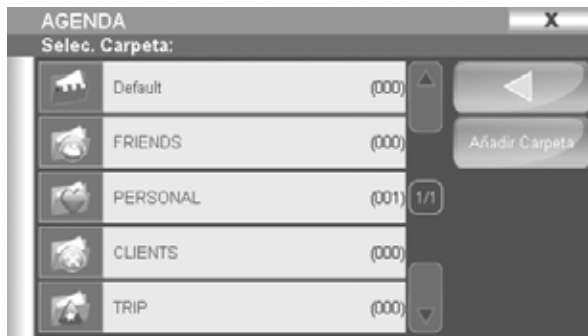 AGENDA X
Selec. Carpeta:
Default (000)
FRIENDS (000)
Añadir Carpeta
PERSONAL (001) 1/1
CLIENTS (000)
TRIP (000)